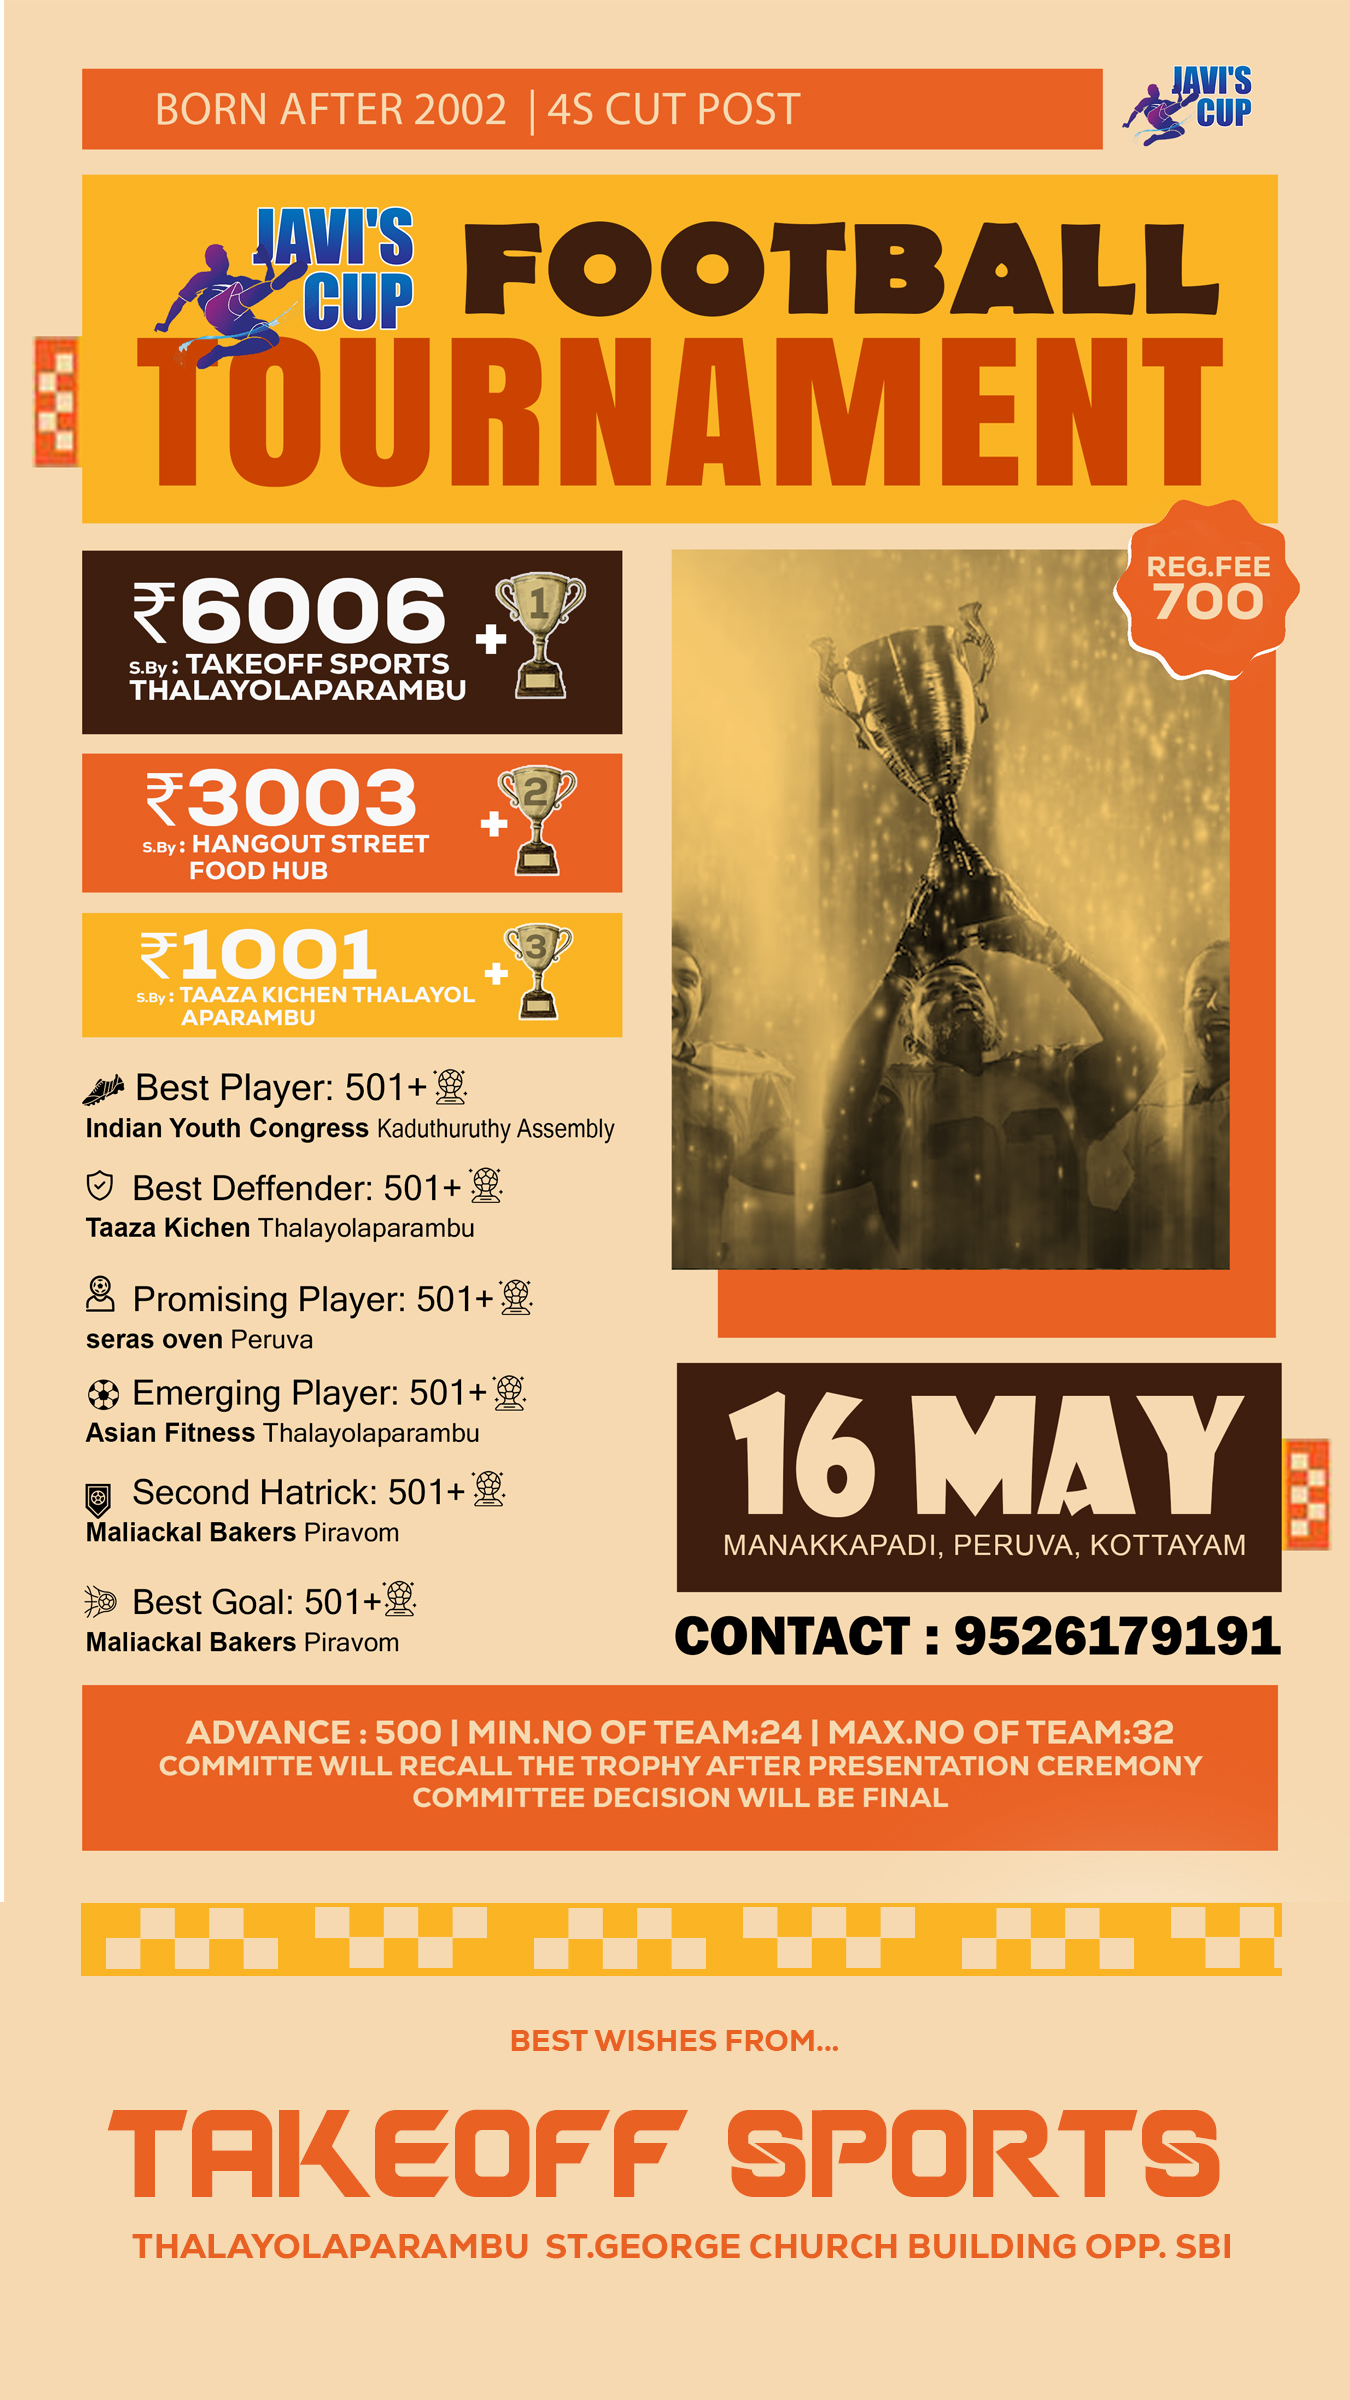 BORN AFTER 2002 | 4S CUT POST
JAVI'S
CUP
JAVI'S
CUP
FOOTBALL
TOURNAMENT
REG.FEE
700
₹6006
S.By : TAKEOFF SPORTS
THALAYOLAPARAMBU
+
1
₹3003
S.By : HANGOUT STREET
FOOD HUB
+
2
₹1001
S.By : TAAZA KICHEN THALAYOL
APARAMBU
+
3
Best Player: 501+
Indian Youth Congress Kaduthuruthy Assembly
Best Deffender: 501+
Taaza Kichen Thalayolaparambu
Promising Player: 501+
seras oven Peruva
Emerging Player: 501+
Asian Fitness Thalayolaparambu
Second Hatrick: 501+
Maliackal Bakers Piravom
Best Goal: 501+
Maliackal Bakers Piravom
16 MAY
MANAKKAPADI, PERUVA, KOTTAYAM
CONTACT : 9526179191
ADVANCE : 500 | MIN.NO OF TEAM:24 | MAX.NO OF TEAM:32
COMMITTE WILL RECALL THE TROPHY AFTER PRESENTATION CEREMONY
COMMITTEE DECISION WILL BE FINAL
BEST WISHES FROM...
TAKEOFF SPORTS
THALAYOLAPARAMBU ST.GEORGE CHURCH BUILDING OPP. SBI